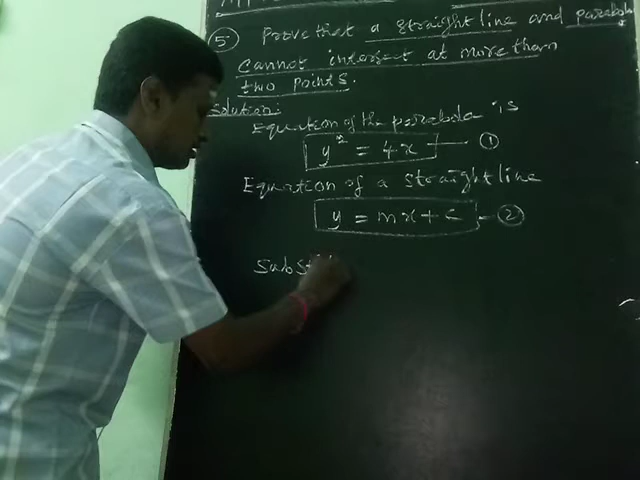 5) Prove that a straight line and parabola
cannot intersect at more than
two points.
Solution:
Equation of the parabola is
y² = 4x — ①
Equation of a straight line
y = mx + c — ②
Subst